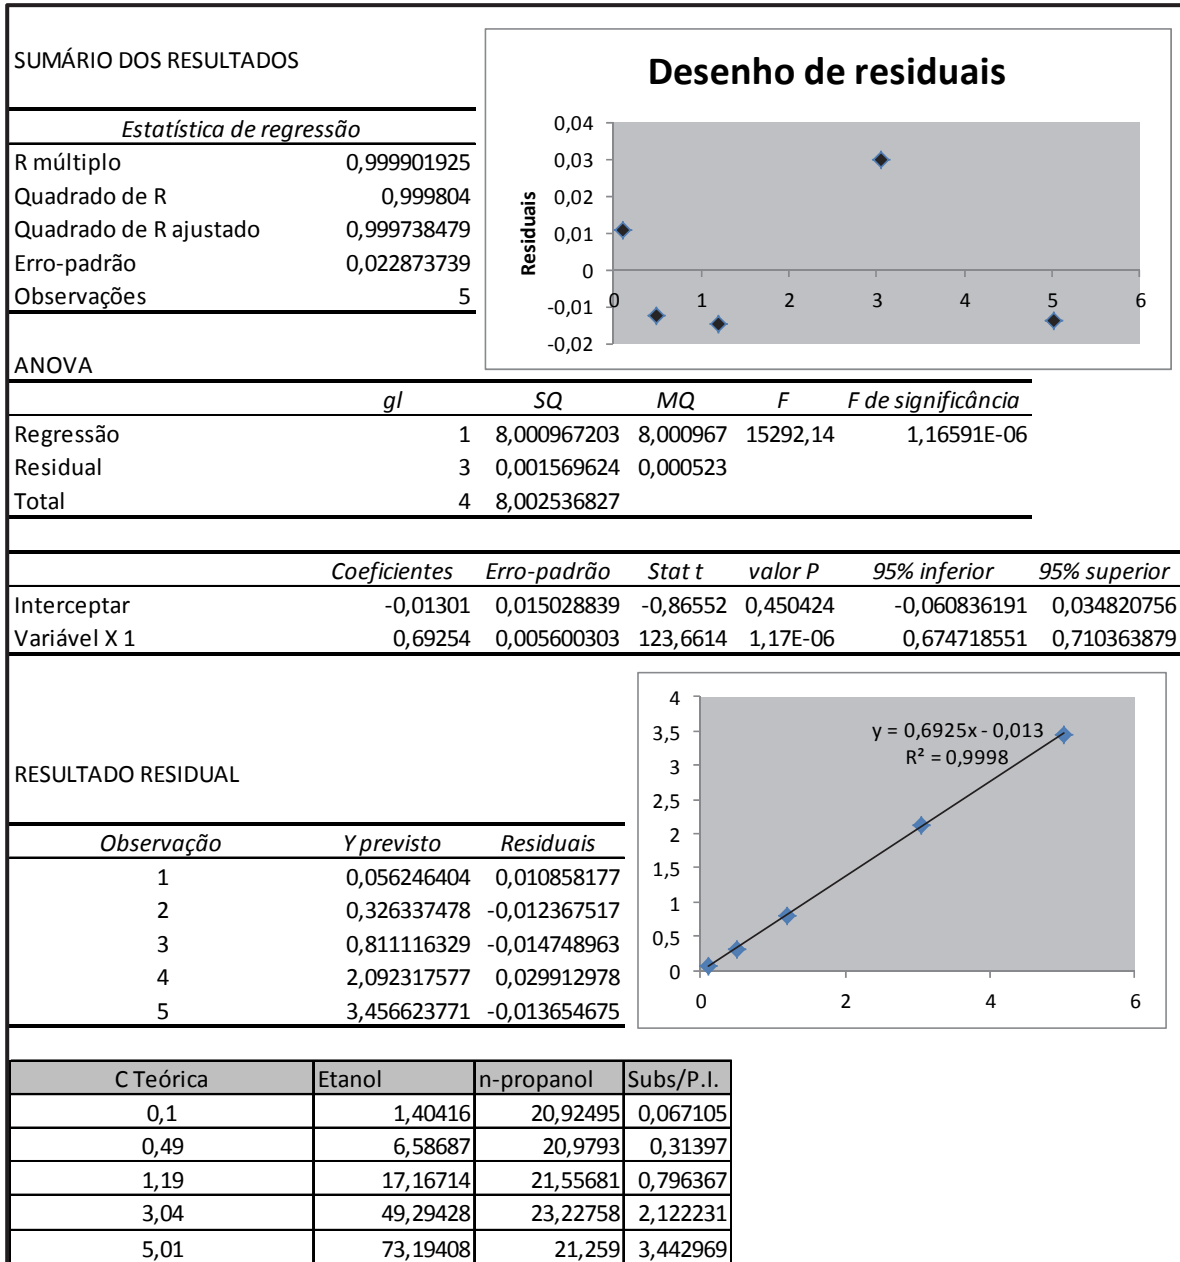 SUMÁRIO DOS RESULTADOS
Estatística de regressão
R múltiplo 0,999901925
Quadrado de R 0,999804
Quadrado de R ajustado 0,999738479
Erro-padrão 0,022873739
Observações 5
Desenho de residuais
Residuais
0,04
0,03
0,02
0,01
0
-0,01
-0,02
0 1 2 3 4 5 6
ANOVA
gl SQ MQ F F de significância
Regressão 1 8,000967203 8,000967 15292,14 1,16591E-06
Residual 3 0,001569624 0,000523
Total 4 8,002536827
Coeficientes Erro-padrão Stat t valor P 95% inferior 95% superior
Interceptar -0,01301 0,015028839 -0,86552 0,450424 -0,060836191 0,034820756
Variável X 1 0,69254 0,005600303 123,6614 1,17E-06 0,674718551 0,710363879
RESULTADO RESIDUAL
Observação Y previsto Residuais
1 0,056246404 0,010858177
2 0,326337478 -0,012367517
3 0,811116329 -0,014748963
4 2,092317577 0,029912978
5 3,456623771 -0,013654675
y = 0,6925x - 0,013
R² = 0,9998
4
3,5
3
2,5
2
1,5
1
0,5
0
0 2 4 6
C Teórica Etanol n-propanol Subs/P.I.
0,1 1,40416 20,92495 0,067105
0,49 6,58687 20,9793 0,31397
1,19 17,16714 21,55681 0,796367
3,04 49,29428 23,22758 2,122231
5,01 73,19408 21,259 3,442969